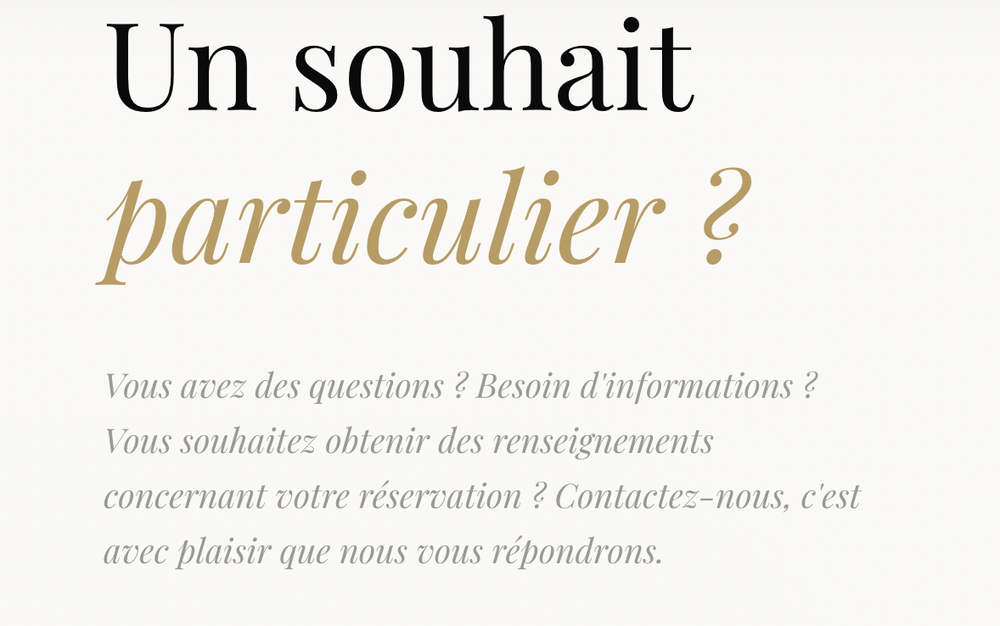 Un souhait
particulier ?
Vous avez des questions ? Besoin d'informations ?
Vous souhaitez obtenir des renseignements
concernant votre réservation ? Contactez-nous, c'est
avec plaisir que nous vous répondrons.